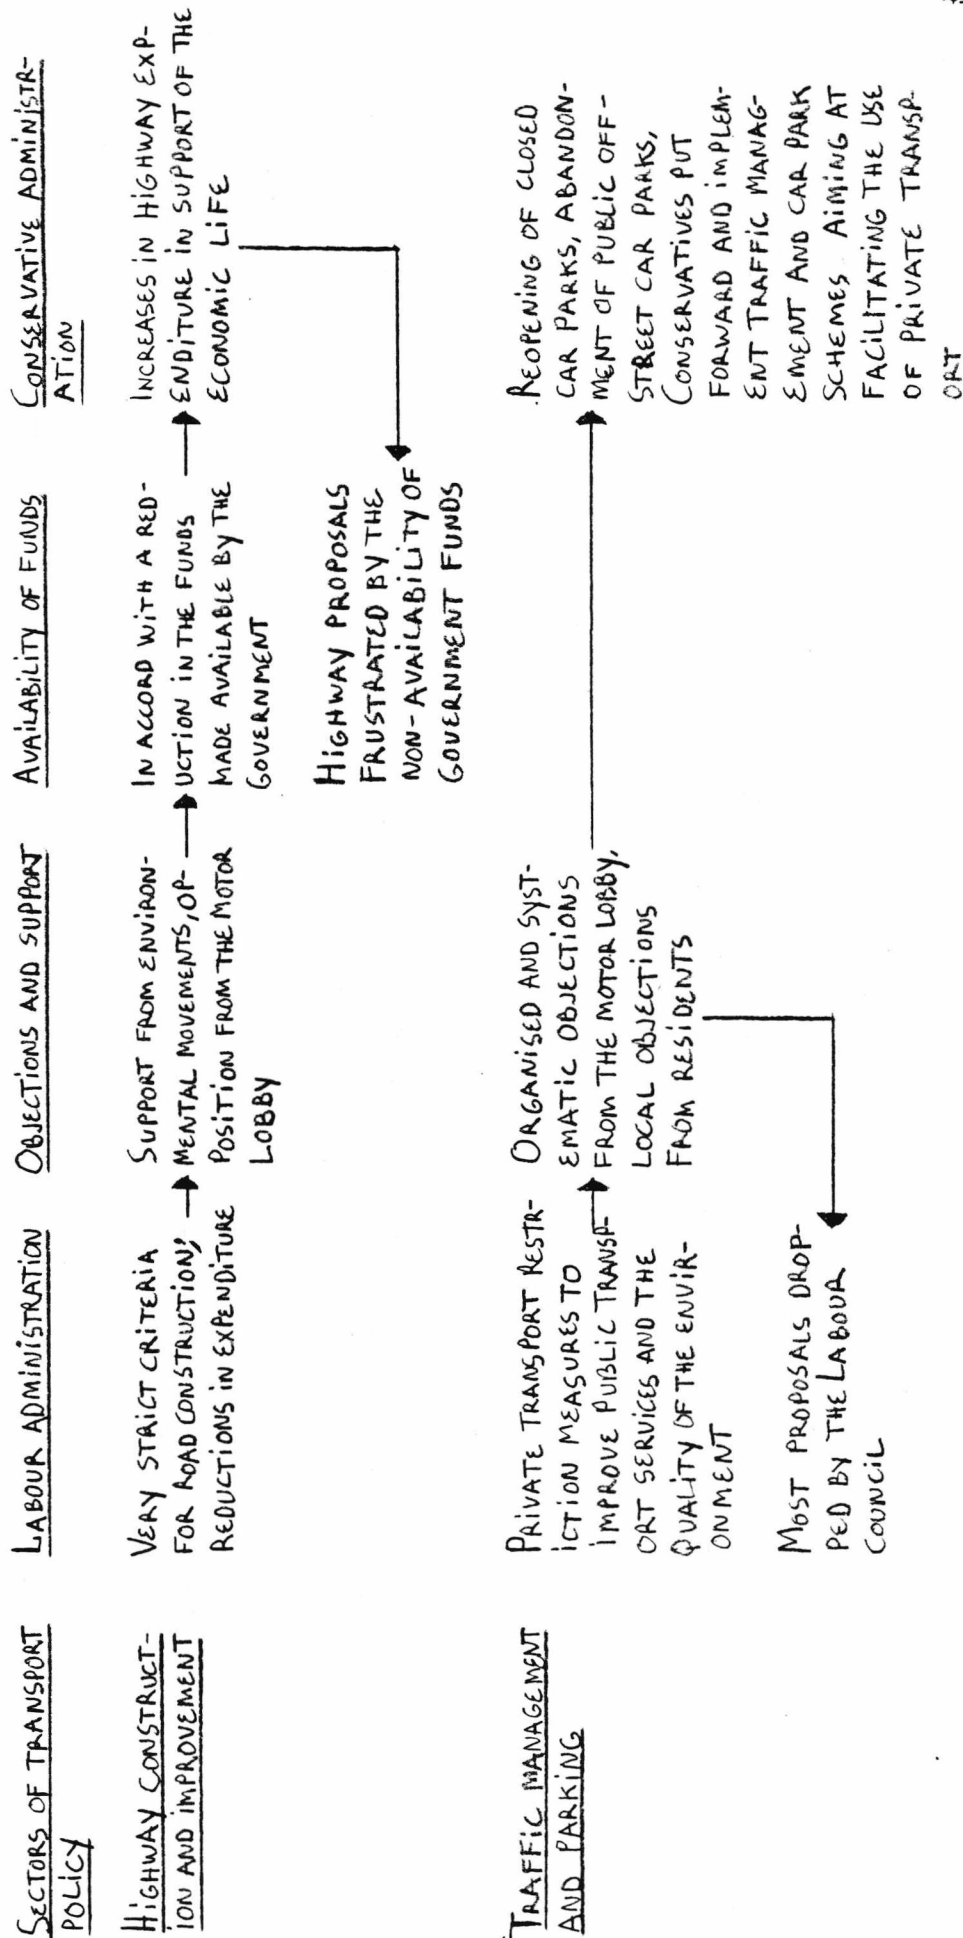 SECTORS OF TRANSPORT
POLICY
LABOUR ADMINISTRATION
OBJECTIONS AND SUPPORT
AVAILABILITY OF FUNDS
CONSERVATIVE ADMINISTR-
ATION
HIGHWAY CONSTRUCT-
ION AND IMPROVEMENT
VERY STRICT CRITERIA
FOR ROAD CONSTRUCTION;
REDUCTIONS IN EXPENDITURE
SUPPORT FROM ENVIRON-
MENTAL MOVEMENTS, OP-
POSITION FROM THE MOTOR
LOBBY
IN ACCORD WITH A RED-
UCTION IN THE FUNDS
MADE AVAILABLE BY THE
GOVERNMENT
INCREASES IN HIGHWAY EXP-
ENDITURE IN SUPPORT OF THE
ECONOMIC LIFE
HIGHWAY PROPOSALS
FRUSTRATED BY THE
NON-AVAILABILITY OF
GOVERNMENT FUNDS
TRAFFIC MANAGEMENT
AND PARKING
PRIVATE TRANSPORT RESTR-
ICTION MEASURES TO
IMPROVE PUBLIC TRANSP-
ORT SERVICES AND THE
QUALITY OF THE ENVIR-
ONMENT
ORGANISED AND SYST-
EMATIC OBJECTIONS
FROM THE MOTOR LOBBY,
LOCAL OBJECTIONS
FROM RESIDENTS
REOPENING OF CLOSED
CAR PARKS, ABANDON-
MENT OF PUBLIC OFF-
STREET CAR PARKS,
CONSERVATIVES PUT
FORWARD AND IMPLEM-
ENT TRAFFIC MANAG-
EMENT AND CAR PARK
SCHEMES AIMING AT
FACILITATING THE USE
OF PRIVATE TRANSP-
ORT
MOST PROPOSALS DROP-
PED BY THE LABOUR
COUNCIL